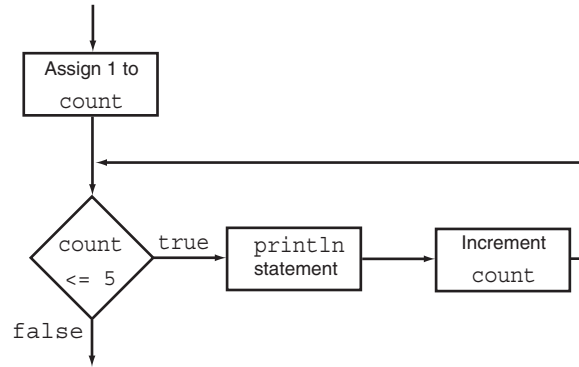 Assign 1 to
count
count
<= 5
true
println
statement
Increment
count
false